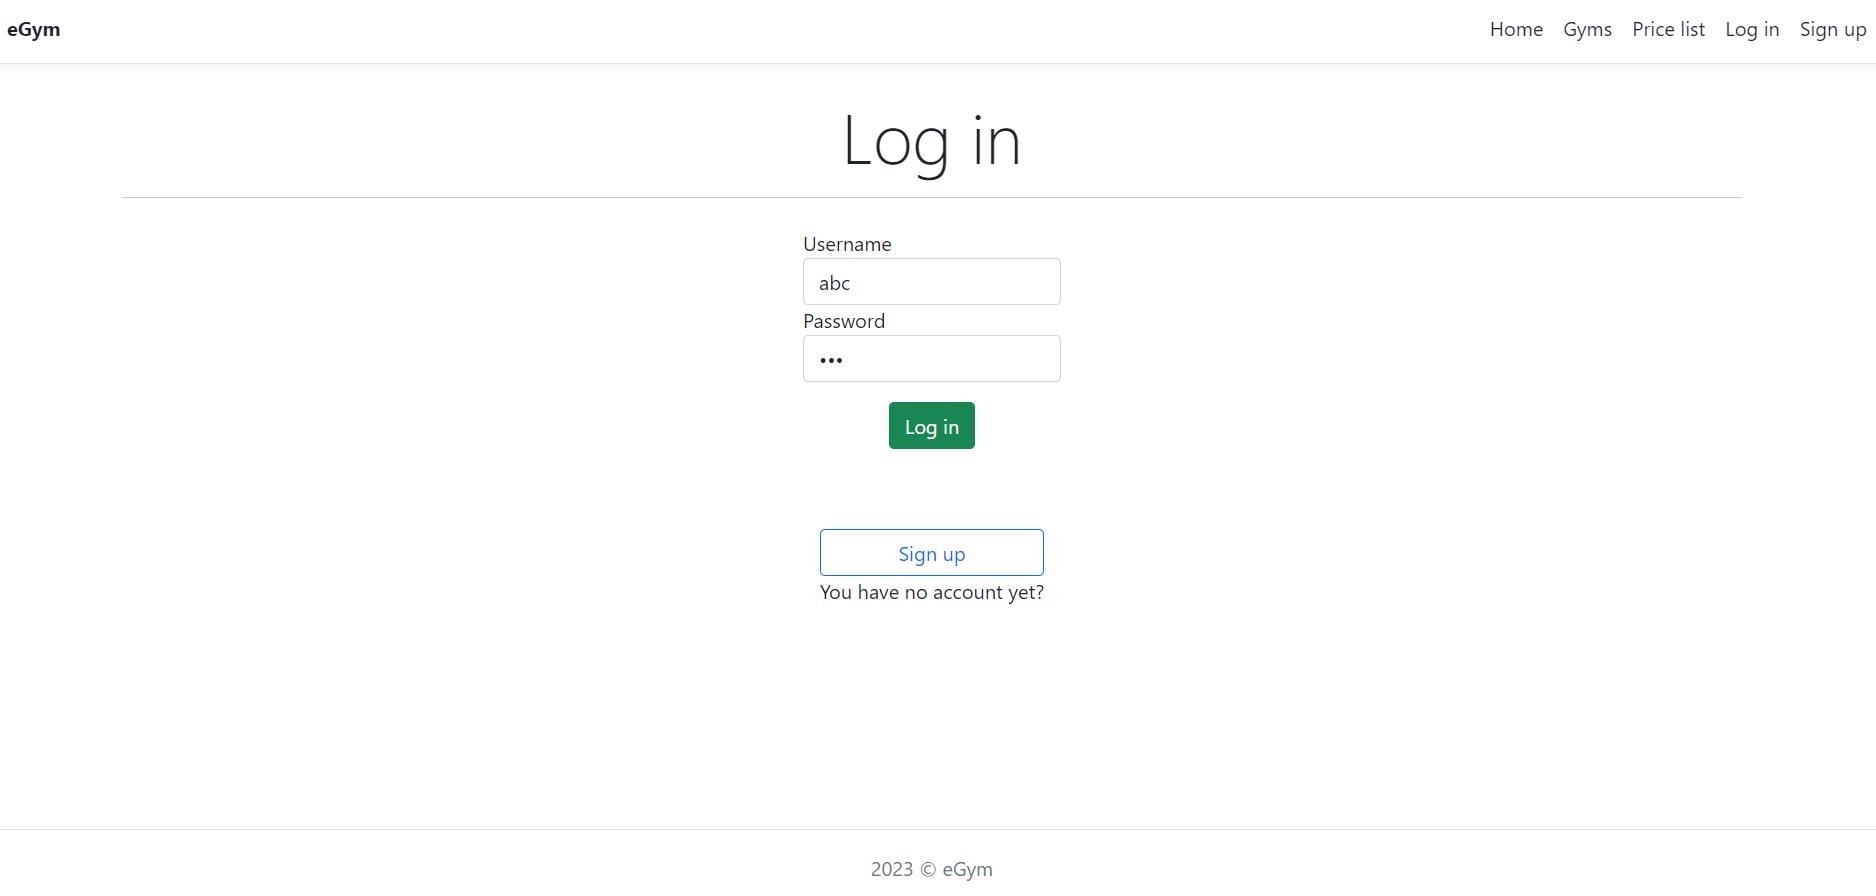 eGym Home Gyms Price list Log in Sign up
Log in
Username
abc
Password
•••
Log in
Sign up
You have no account yet?
2023 © eGym